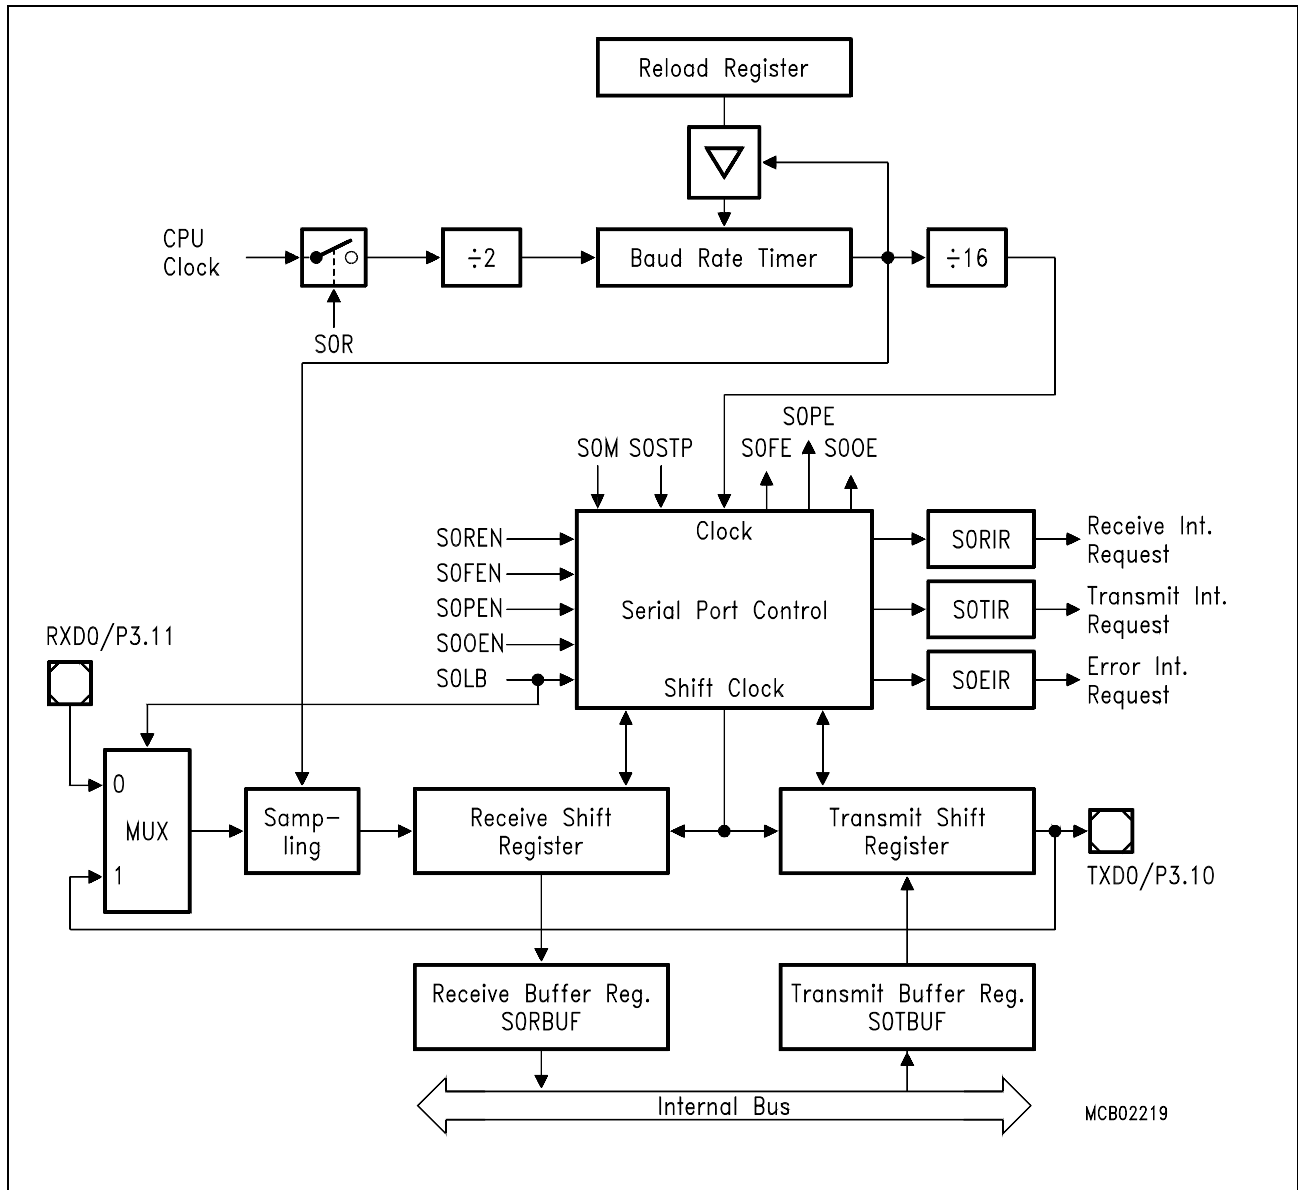 Reload Register
CPU
Clock
÷2
Baud Rate Timer
÷16
S0R
S0PE
S0M S0STP
S0FE
S0OE
Clock
S0REN
S0FEN
S0PEN
S0OEN
S0LB
Serial Port Control
Shift Clock
S0RIR
Receive Int.
Request
S0TIR
Transmit Int.
Request
S0EIR
Error Int.
Request
RXD0/P3.11
0
MUX
1
Samp-
ling
Receive Shift
Register
Transmit Shift
Register
TXD0/P3.10
Receive Buffer Reg.
S0RBUF
Transmit Buffer Reg.
S0TBUF
Internal Bus
MCB02219